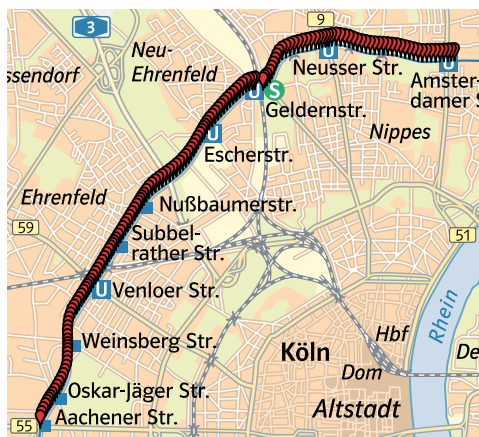 9
3
Neu-
Ehrenfeld
ssendorf
U
Neusser Str.
U
Amster-
damer S
U
S
Geldernstr.
U
Nippes
Escherstr.
Ehrenfeld
Nußbaumerstr.
59
Subbel-
rather Str.
51
U
Venloer Str.
Rhein
Weinsberg Str.
Hbf
Köln
De
Dom
Oskar-Jäger Str.
Altstadt
55
Aachener Str.